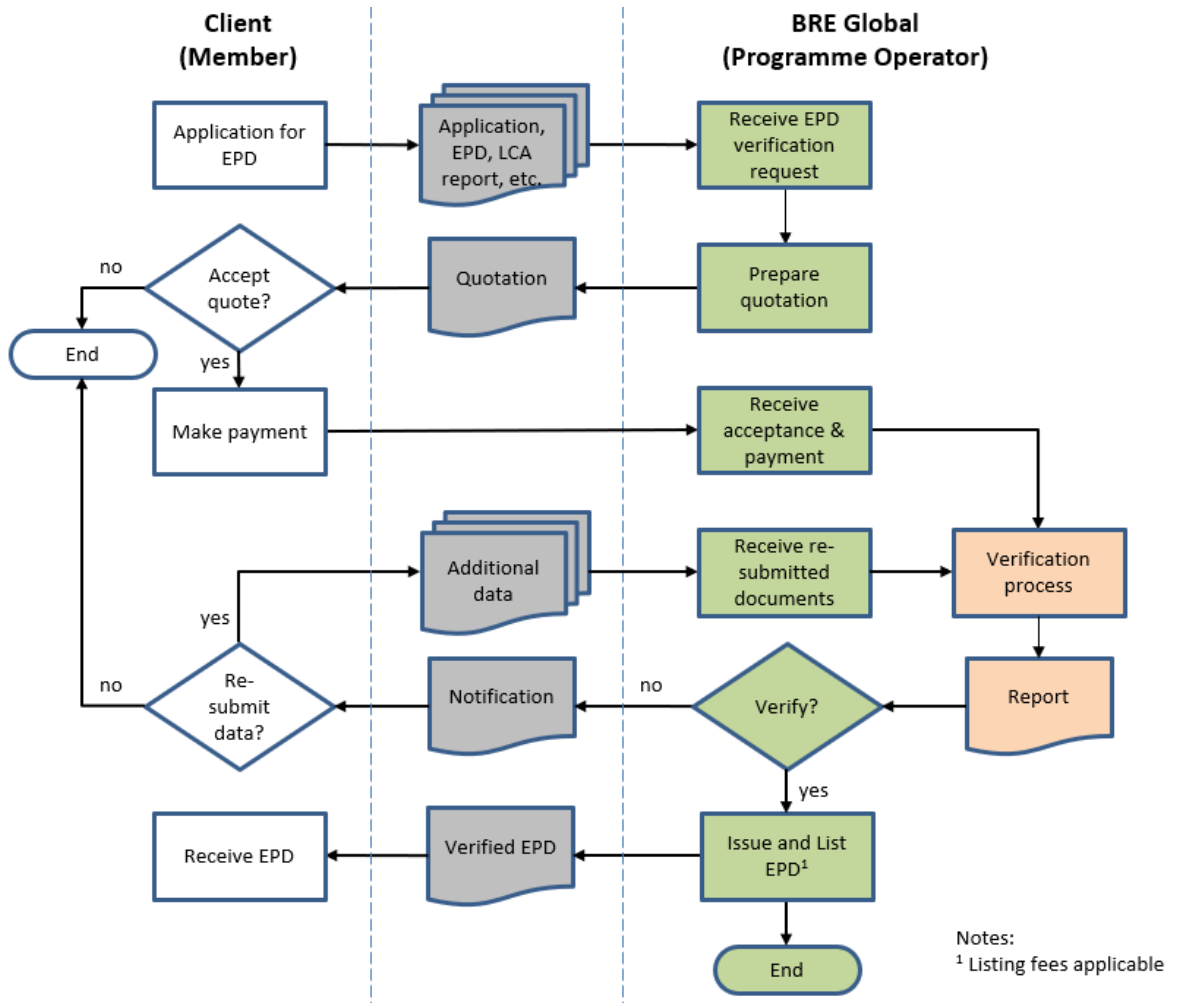 Client
(Member)
BRE Global
(Programme Operator)
Application for
EPD
Application,
EPD, LCA
report, etc.
Receive EPD
verification
request
no
Accept
quote?
Quotation
Prepare
quotation
End
yes
Make payment
Receive
acceptance &
payment
Additional
data
Receive re-
submitted
documents
Verification
process
yes
no
Re-
submit
data?
Notification
no
Verify?
Report
yes
Receive EPD
Verified EPD
Issue and List
EPD¹
End
Notes:
¹ Listing fees applicable